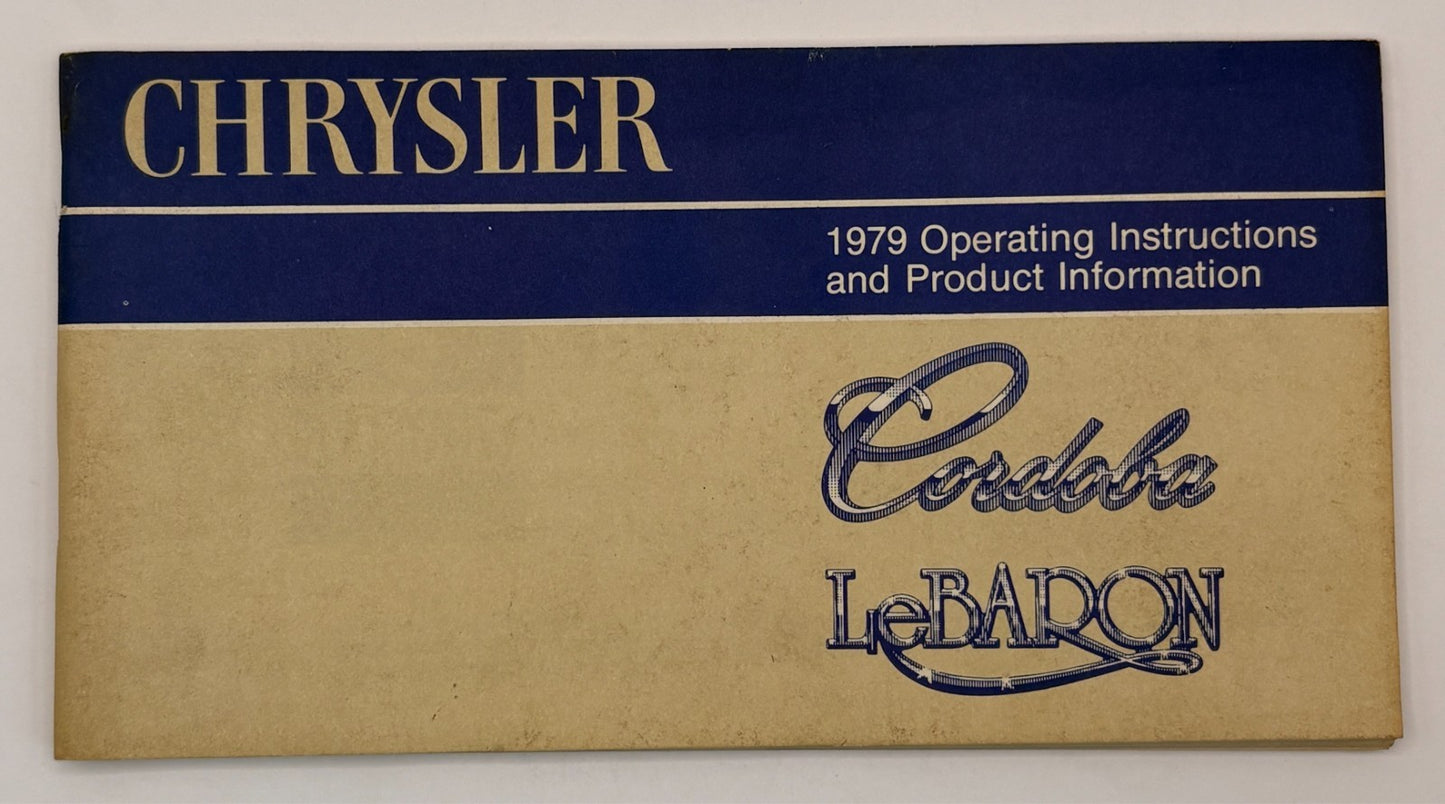 CHRYSLER
1979 Operating Instructions
and Product Information
Cordoba
LeBARON